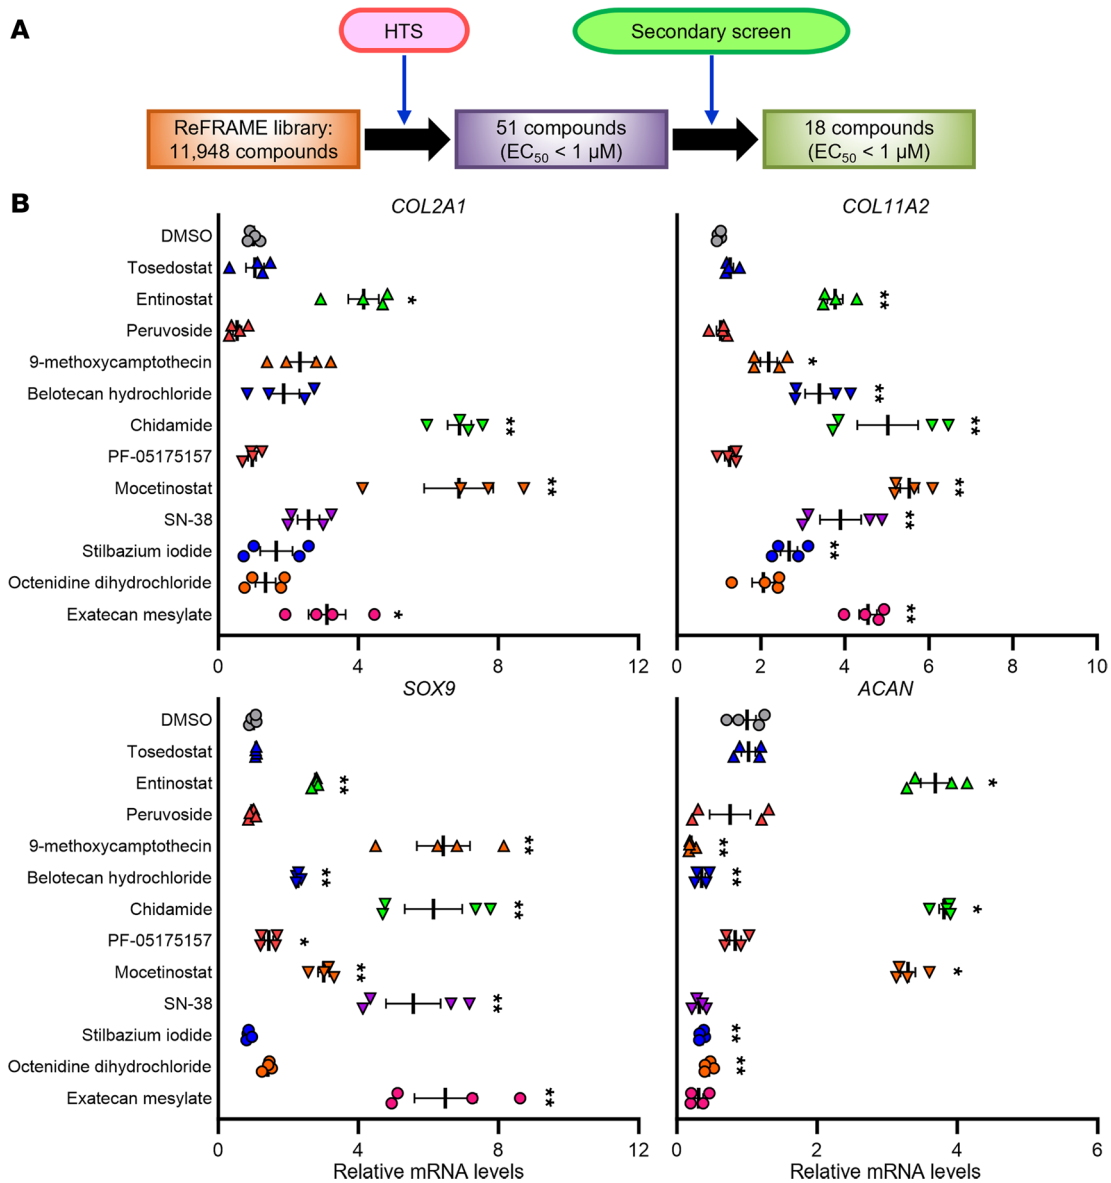 A
HTS
Secondary screen
ReFRAME library:
11,948 compounds
51 compounds
(EC50 < 1 µM)
18 compounds
(EC50 < 1 µM)
B
COL2A1
DMSO
Tosedostat
Entinostat *
Peruvoside
9-methoxycamptothecin
Belotecan hydrochloride
Chidamide **
PF-05175157
Mocetinostat **
SN-38
Stilbazium iodide
Octenidine dihydrochloride
Exatecan mesylate *
0 4 8 12
COL11A2
**
*
**
**
**
**
**
**
0 2 4 6 8 10
SOX9
DMSO
Tosedostat
Entinostat **
Peruvoside
9-methoxycamptothecin **
Belotecan hydrochloride **
Chidamide **
PF-05175157 *
Mocetinostat **
SN-38 **
Stilbazium iodide
Octenidine dihydrochloride
Exatecan mesylate **
0 4 8 12
Relative mRNA levels
ACAN
*
**
**
*
*
**
**
0 2 4 6
Relative mRNA levels